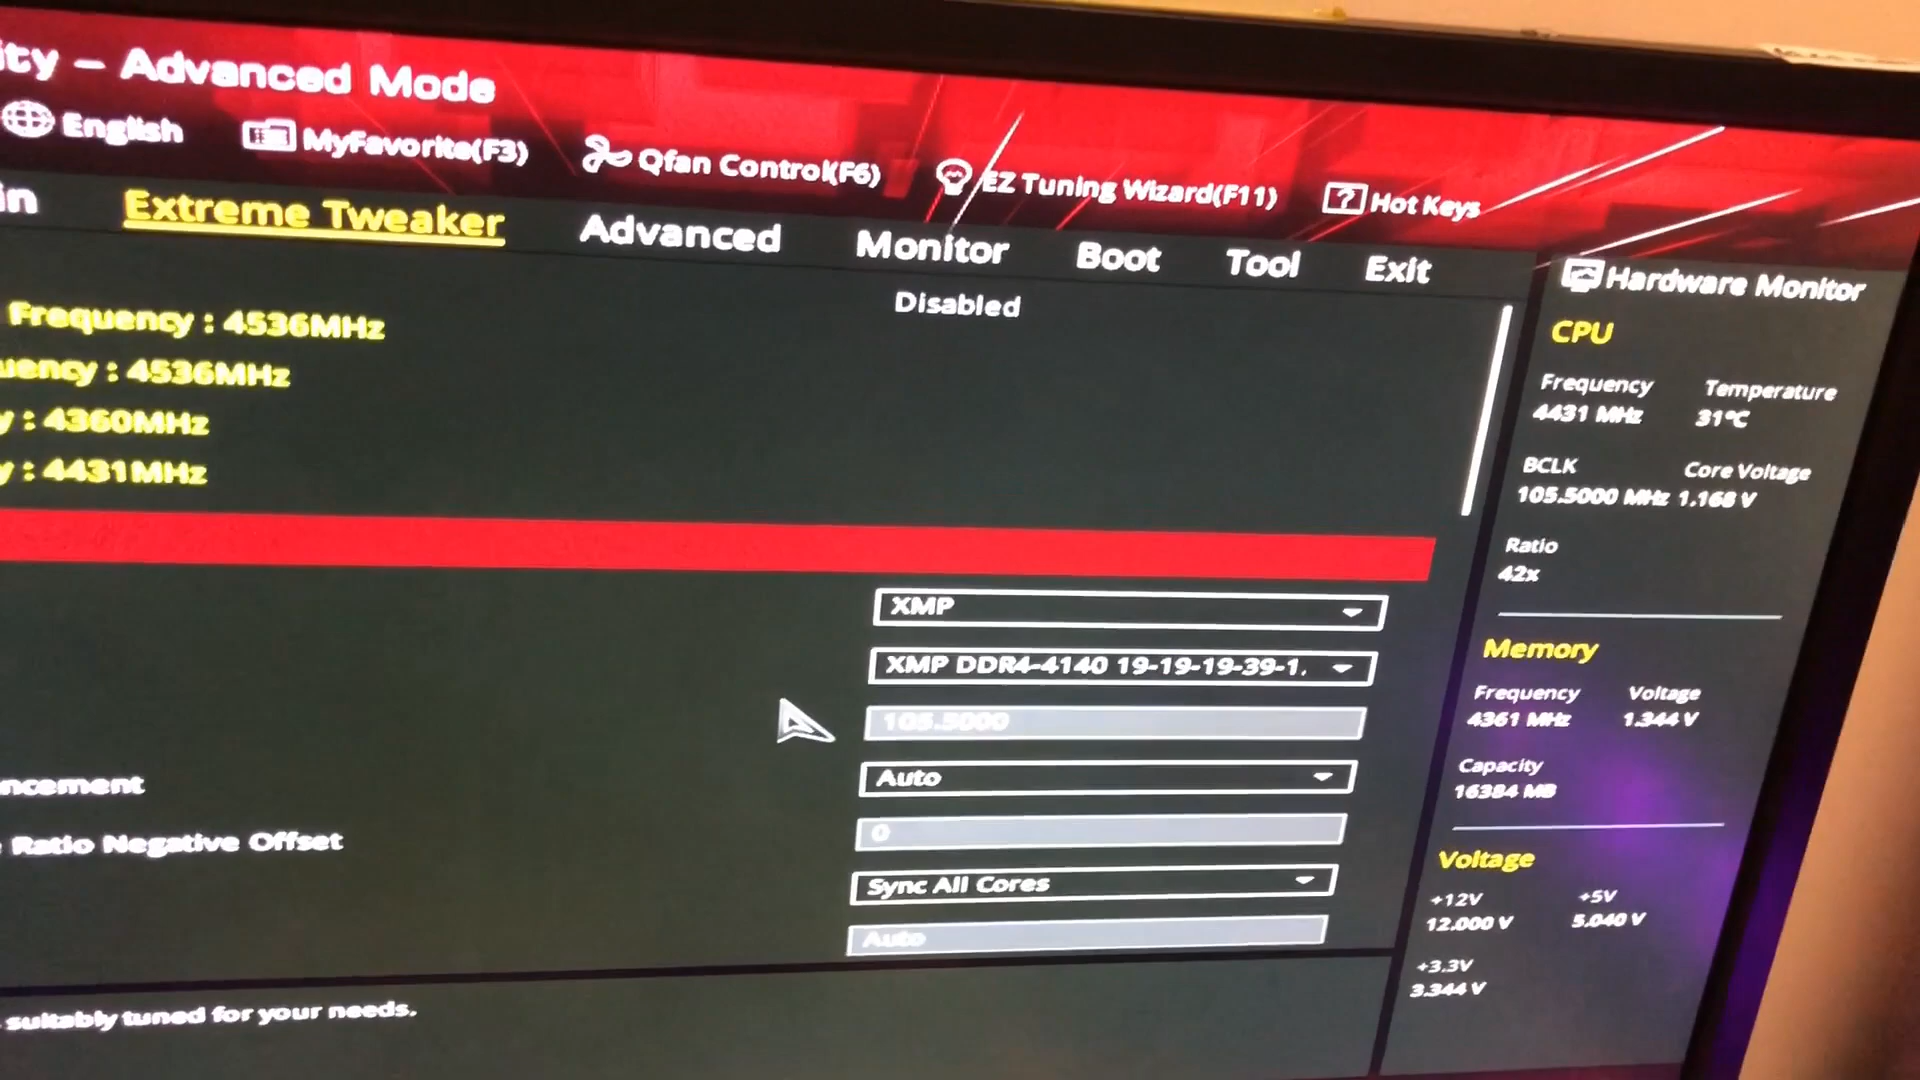 ity – Advanced Mode
English MyFavorite(F3) Qfan Control(F6) EZ Tuning Wizard(F11) Hot Keys
in Extreme Tweaker Advanced Monitor Boot Tool Exit
Disabled
Frequency : 4536MHz
uency : 4536MHz
y : 4360MHz
y : 4431MHz
XMP
XMP DDR4-4140 19-19-19-39-1.
105.5000
ncement Auto
Ratio Negative Offset 0
Sync All Cores
Auto
suitably tuned for your needs.
Hardware Monitor
CPU
Frequency Temperature
4431 MHz 31°C
BCLK Core Voltage
105.5000 MHz 1.168 V
Ratio
42x
Memory
Frequency Voltage
4361 MHz 1.344 V
Capacity
16384 MB
Voltage
+12V +5V
12.000 V 5.040 V
+3.3V
3.344 V